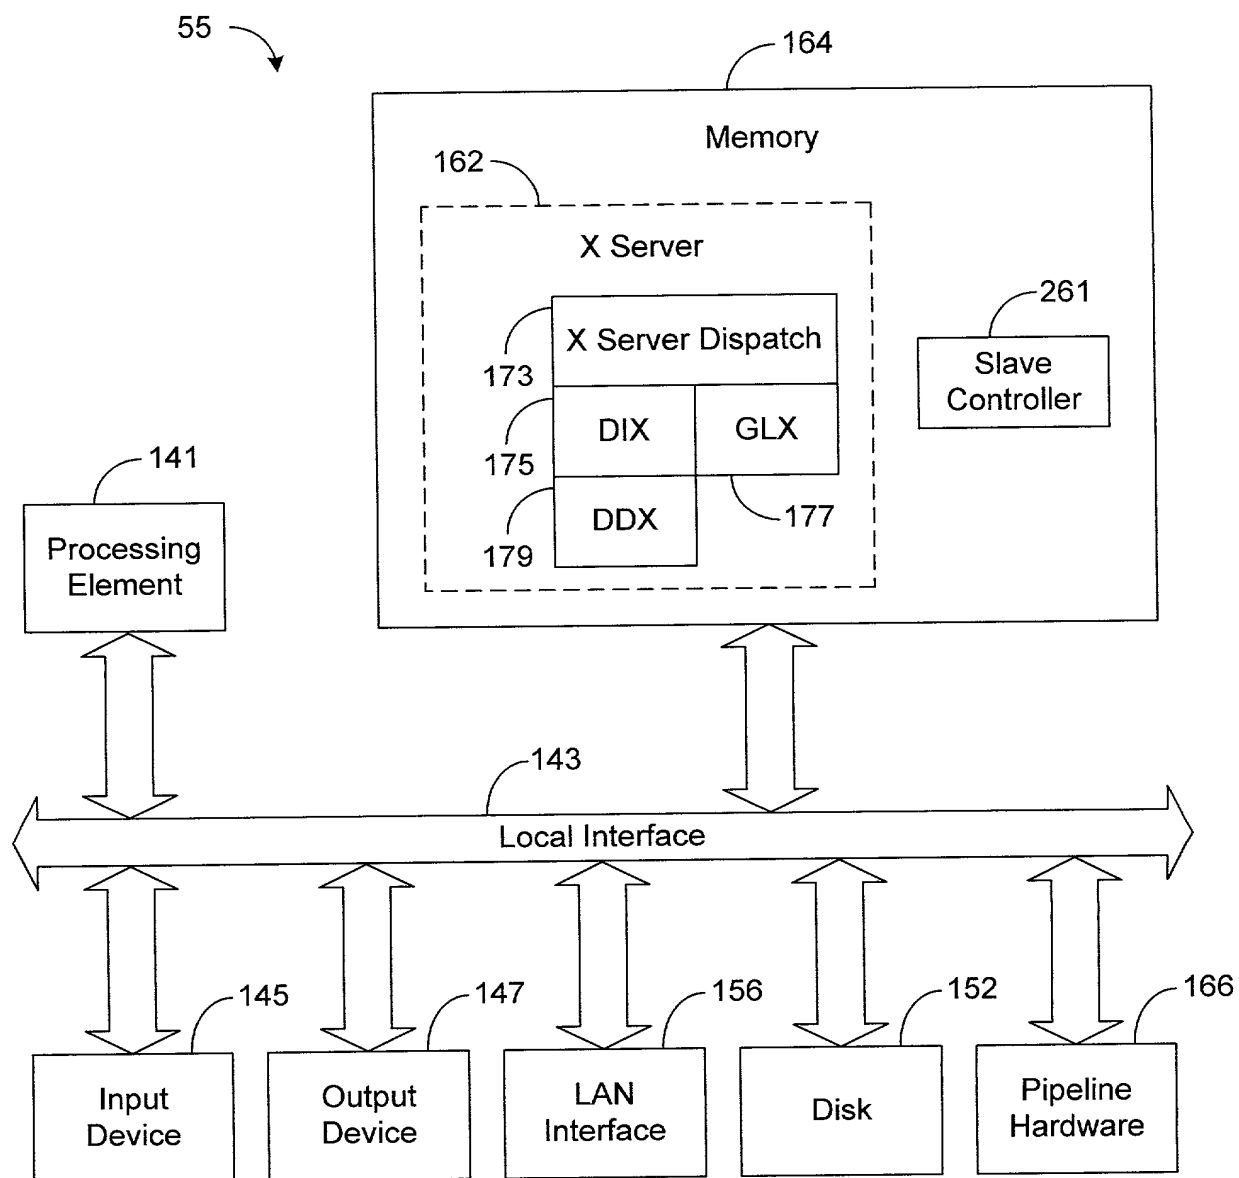 55
164
Memory
162
X Server
X Server Dispatch
173
DIX
GLX
175
177
DDX
179
261
Slave
Controller
141
Processing
Element
143
Local Interface
145
Input
Device
147
Output
Device
156
LAN
Interface
152
Disk
166
Pipeline
Hardware